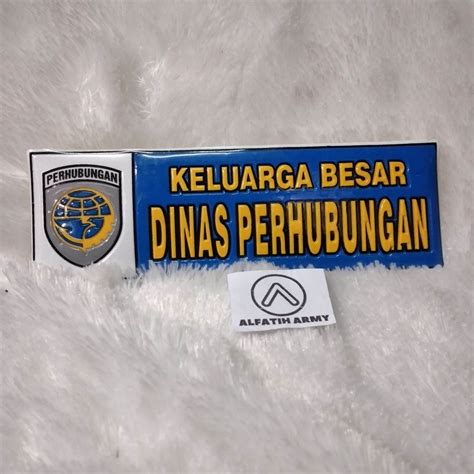 PERHUBUNGAN
KELUARGA BESAR
DINAS PERHUBUNGAN
ALFATIH ARMY